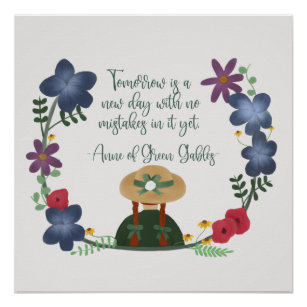 Tomorrow is a
new day with no
mistakes in it yet.
-Anne of Green Gables-